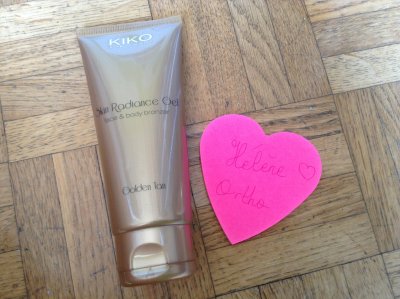 KIKO
Skin Radiance Gel
face & body bronzer
Golden Tan
Hélène
Ortho